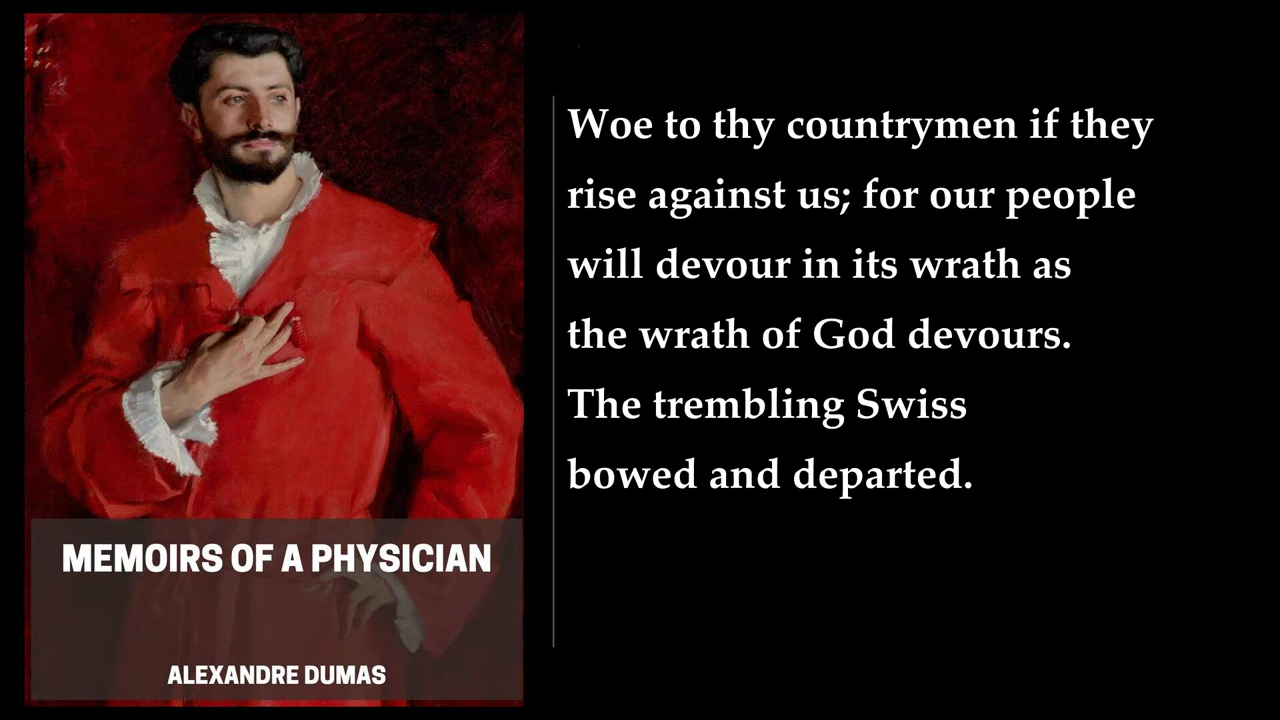 MEMOIRS OF A PHYSICIAN
ALEXANDRE DUMAS
Woe to thy countrymen if they
rise against us; for our people
will devour in its wrath as
the wrath of God devours.
The trembling Swiss
bowed and departed.